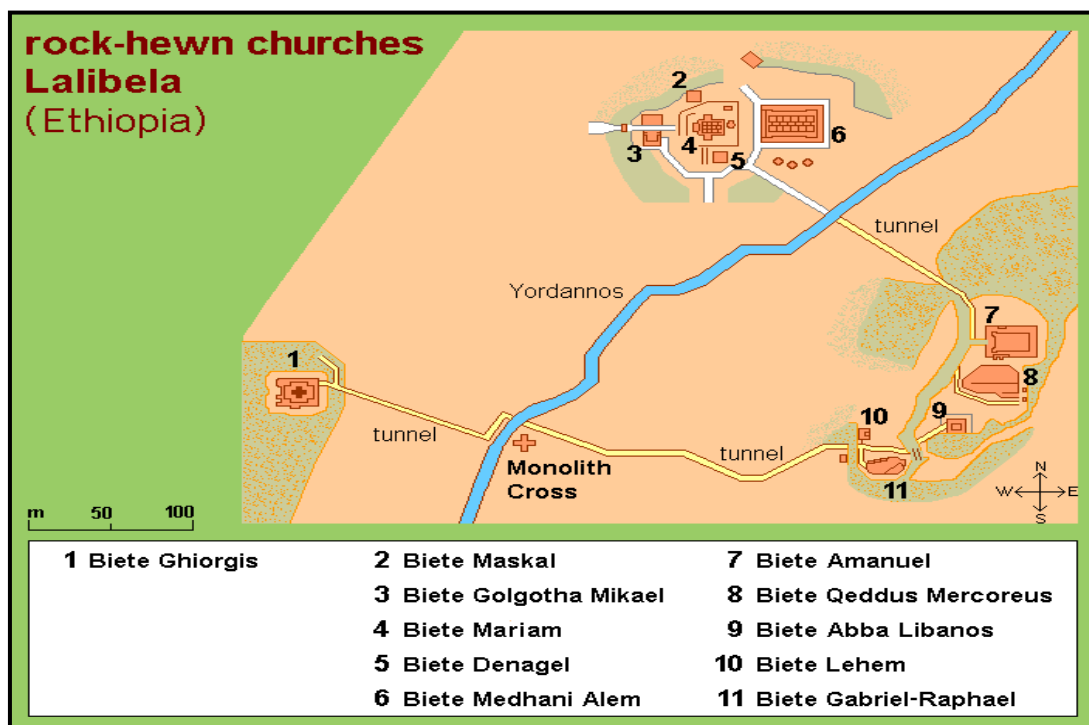 rock-hewn churches
Lalibela
(Ethiopia)
2
3
4
5
6
tunnel
Yordannos
7
1
8
10
9
tunnel
tunnel
Monolith
Cross
11
N
W E
S
m 50 100
1 Biete Ghiorgis
2 Biete Maskal
3 Biete Golgotha Mikael
4 Biete Mariam
5 Biete Denagel
6 Biete Medhani Alem
7 Biete Amanuel
8 Biete Qeddus Mercoreus
9 Biete Abba Libanos
10 Biete Lehem
11 Biete Gabriel-Raphael